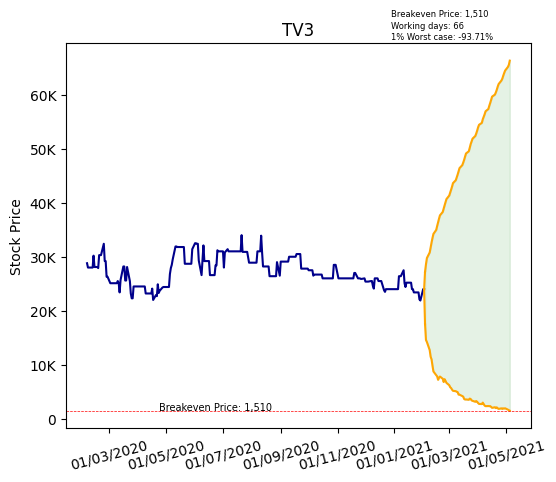 Breakeven Price: 1,510
Working days: 66
1% Worst case: -93.71%
TV3
Stock Price
60K
50K
40K
30K
20K
10K
0
Breakeven Price: 1,510
01/03/2020
01/05/2020
01/07/2020
01/09/2020
01/11/2020
01/01/2021
01/03/2021
01/05/2021